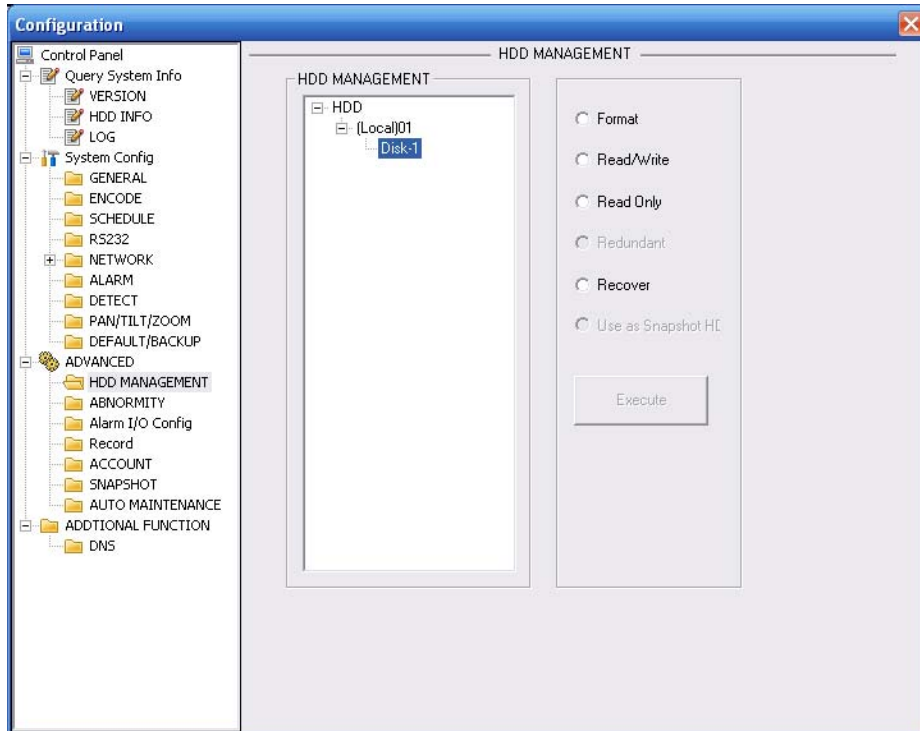 Configuration
Control Panel
Query System Info
VERSION
HDD INFO
LOG
System Config
GENERAL
ENCODE
SCHEDULE
RS232
NETWORK
ALARM
DETECT
PAN/TILT/ZOOM
DEFAULT/BACKUP
ADVANCED
HDD MANAGEMENT
ABNORMITY
Alarm I/O Config
Record
ACCOUNT
SNAPSHOT
AUTO MAINTENANCE
ADDTIONAL FUNCTION
DNS
HDD MANAGEMENT
HDD MANAGEMENT
HDD
(Local)01
Disk-1
Format
Read/Write
Read Only
Redundant
Recover
Use as Snapshot HD
Execute